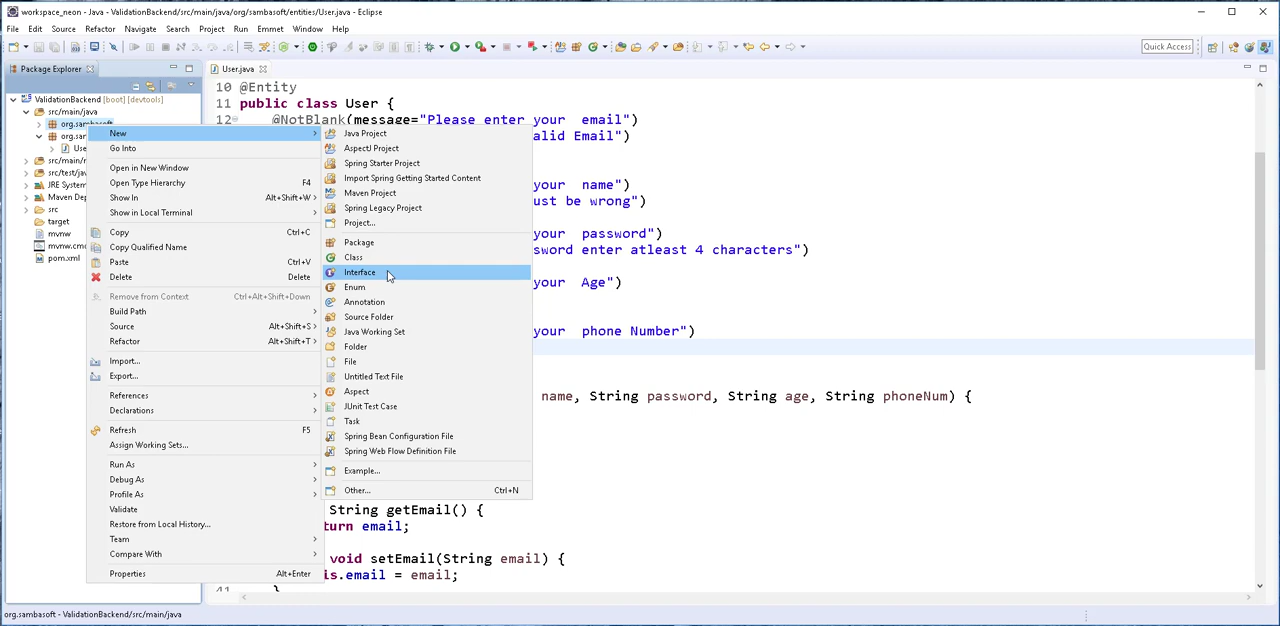 workspace_neon - Java - ValidationBackend/src/main/java/org/sambasoft/entities/User.java - Eclipse
File Edit Source Refactor Navigate Search Project Run Emmet Window Help
Quick Access
Package Explorer
User.java
ValidationBackend [boot] [devtools]
src/main/java
org.sambasoft
org.sa
Use
src/main/r
src/test/jav
JRE System
Maven Dep
src
target
mvnw
mvnw.cmd
pom.xml
New
Go Into
Open in New Window
Open Type Hierarchy F4
Show In Alt+Shift+W
Show in Local Terminal
Copy Ctrl+C
Copy Qualified Name
Paste Ctrl+V
Delete Delete
Remove from Context Ctrl+Alt+Shift+Down
Build Path
Source Alt+Shift+S
Refactor Alt+Shift+T
Import...
Export...
References
Declarations
Refresh F5
Assign Working Sets...
Run As
Debug As
Profile As
Validate
Restore from Local History...
Team
Compare With
Properties Alt+Enter
Java Project
AspectJ Project
Spring Starter Project
Import Spring Getting Started Content
Maven Project
Spring Legacy Project
Project...
Package
Class
Interface
Enum
Annotation
Source Folder
Java Working Set
Folder
File
Untitled Text File
Aspect
JUnit Test Case
Task
Spring Bean Configuration File
Spring Web Flow Definition File
Example...
Other... Ctrl+N
10 @Entity
11 public class User {
12 @NotBlank(message="Please enter your email")
alid Email")
your name")
ust be wrong")
your password")
sword enter atleast 4 characters")
your Age")
your phone Number")
name, String password, String age, String phoneNum) {
String getEmail() {
turn email;
void setEmail(String email) {
is.email = email;
41 }
org.sambasoft - ValidationBackend/src/main/java